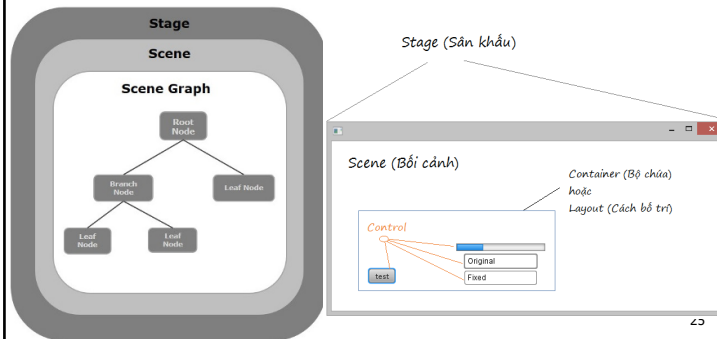 Stage
Scene
Scene Graph
Root
Node
Branch
Node
Leaf Node
Leaf
Node
Leaf
Node
Stage (Sân khấu)
Scene (Bối cảnh)
Container (Bộ chứa)
hoặc
Layout (Cách bố trí)
Control
Original
test
Fixed
25